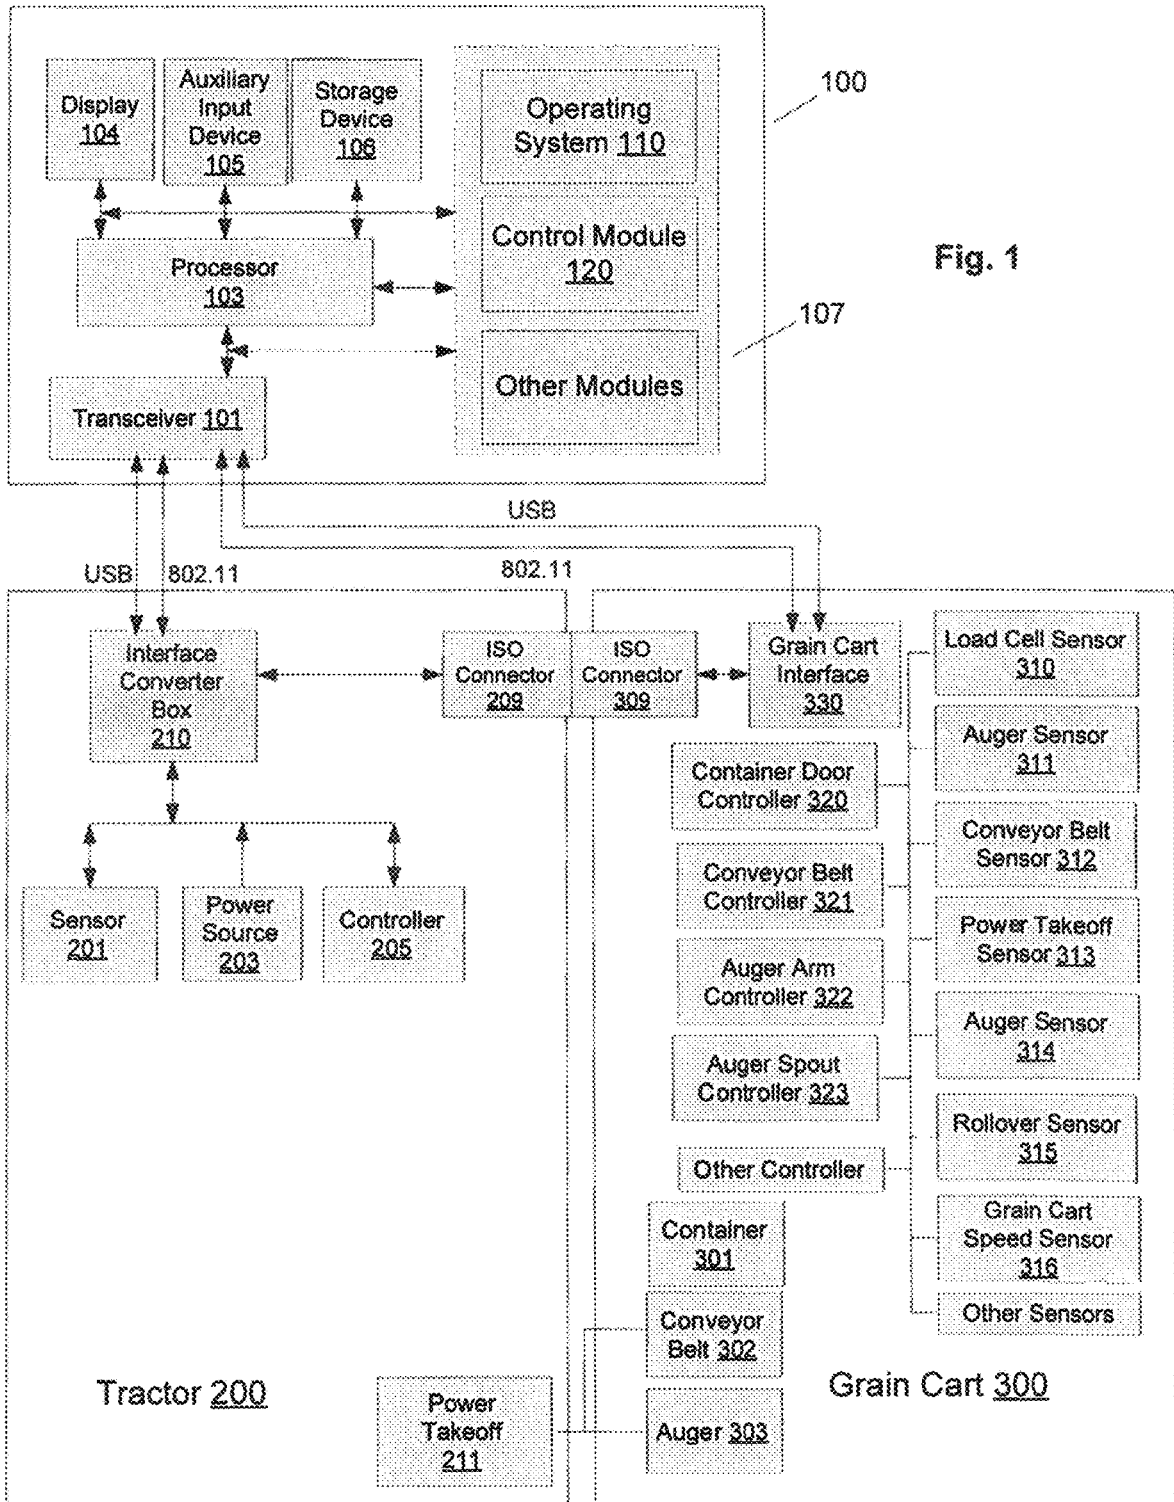 Display
104
Auxiliary
Input
Device
105
Storage
Device
106
Operating
System 110
100
Control Module
120
Processor
103
Fig. 1
107
Other Modules
Transceiver 101
USB
USB
802.11
802.11
Interface
Converter
Box
210
ISO
Connector
209
ISO
Connector
309
Grain Cart
Interface
330
Load Cell Sensor
310
Auger Sensor
311
Container Door
Controller 320
Conveyor Belt
Sensor 312
Conveyor Belt
Controller 321
Sensor
201
Power
Source
203
Controller
205
Power Takeoff
Sensor 313
Auger Arm
Controller 322
Auger Sensor
314
Auger Spout
Controller 323
Rollover Sensor
315
Other Controller
Grain Cart
Speed Sensor
316
Container
301
Other Sensors
Conveyor
Belt 302
Tractor 200
Grain Cart 300
Power
Takeoff
211
Auger 303